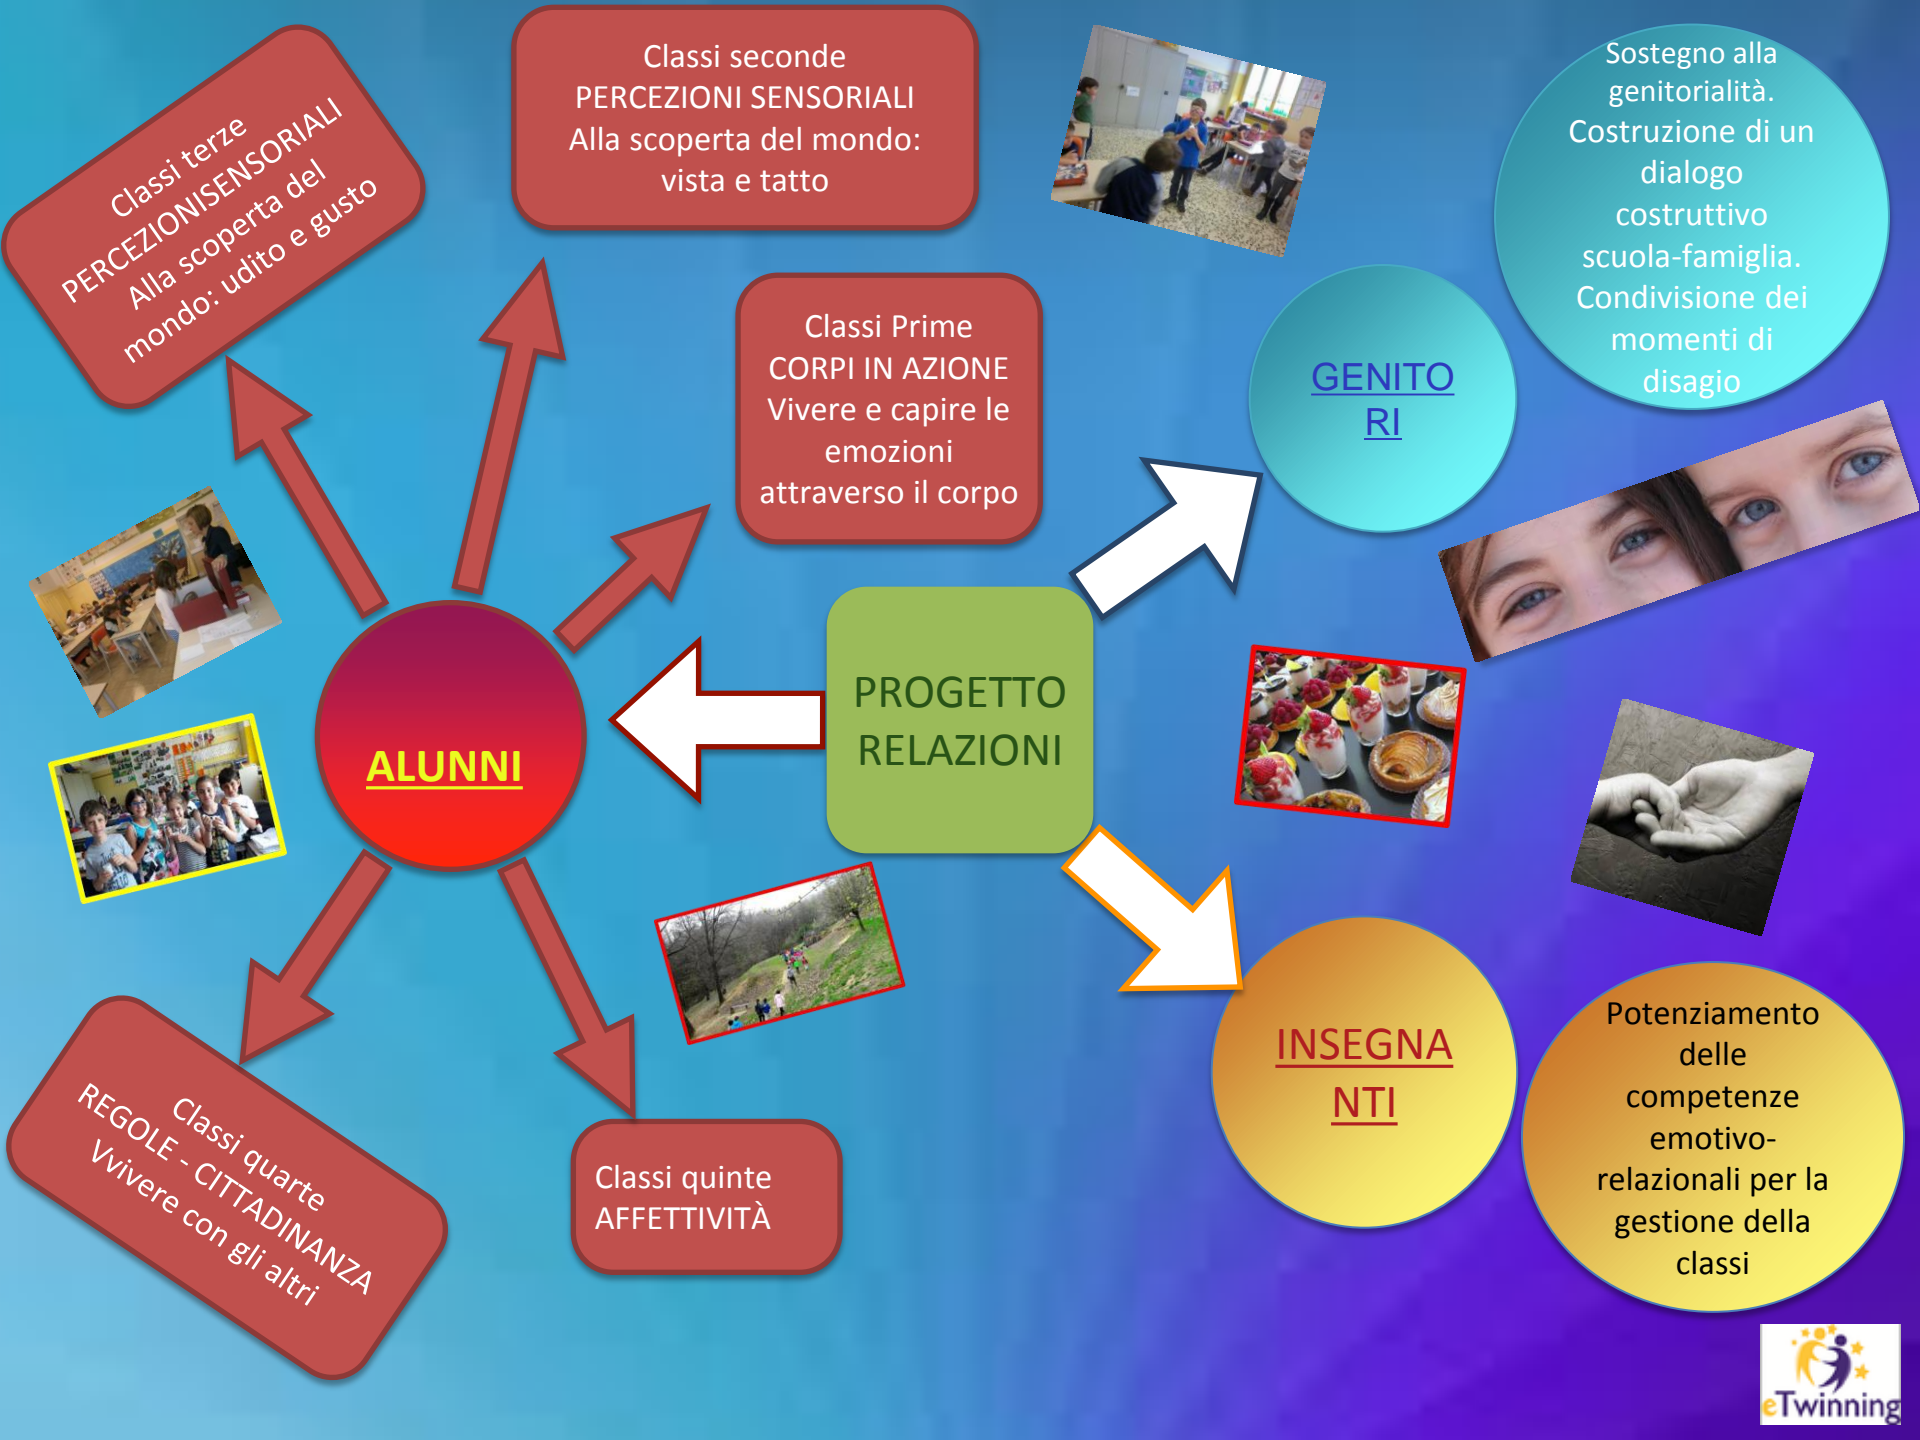 Classi terze
PERCEZIONISENSORIALI
Alla scoperta del
mondo: udito e gusto
Classi seconde
PERCEZIONI SENSORIALI
Alla scoperta del mondo:
vista e tatto
Classi Prime
CORPI IN AZIONE
Vivere e capire le
emozioni
attraverso il corpo
Sostegno alla
genitorialità.
Costruzione di un
dialogo
costruttivo
scuola-famiglia.
Condivisione dei
momenti di
disagio
GENITO
RI
PROGETTO
RELAZIONI
ALUNNI
INSEGNA
NTI
Potenziamento
delle
competenze
emotivo-
relazionali per la
gestione della
classi
Classi quarte
REGOLE - CITTADINANZA
Vvivere con gli altri
Classi quinte
AFFETTIVITÀ
eTwinning